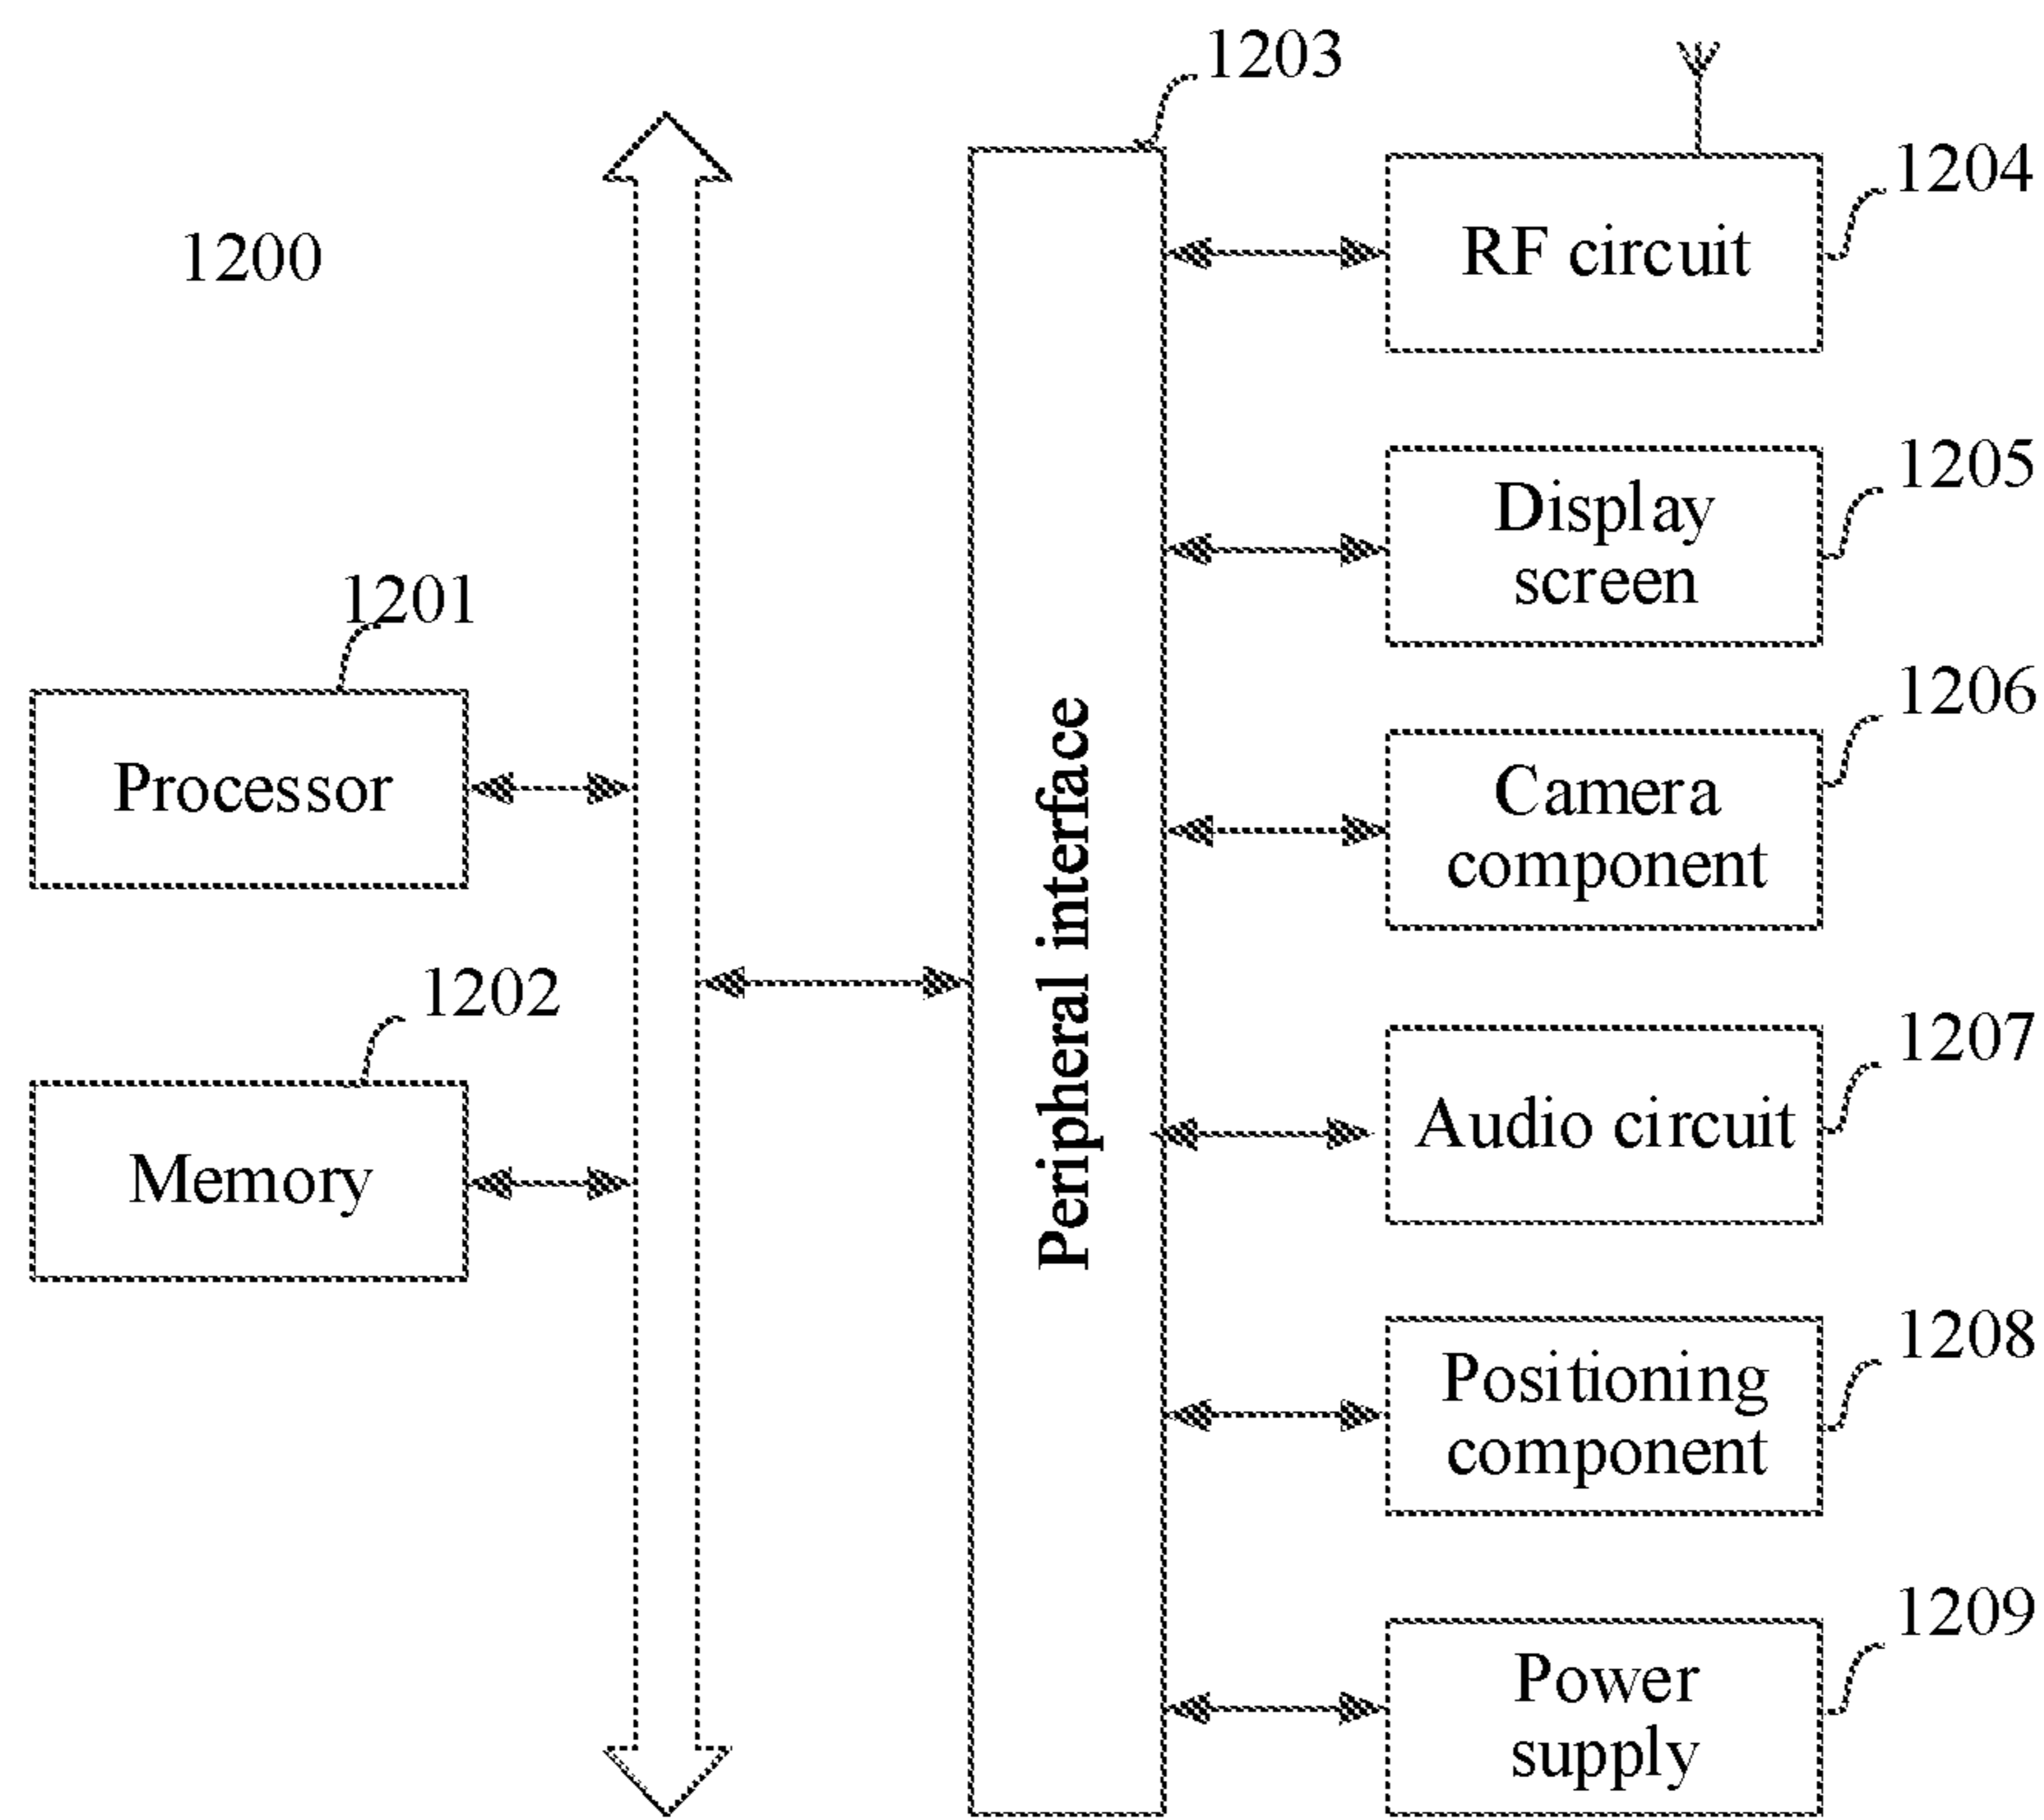 1203
1204
RF circuit
1200
1205
Display
screen
1201
1206
Processor
Camera
component
Peripheral interface
1202
1207
Memory
Audio circuit
1208
Positioning
component
1209
Power
supply